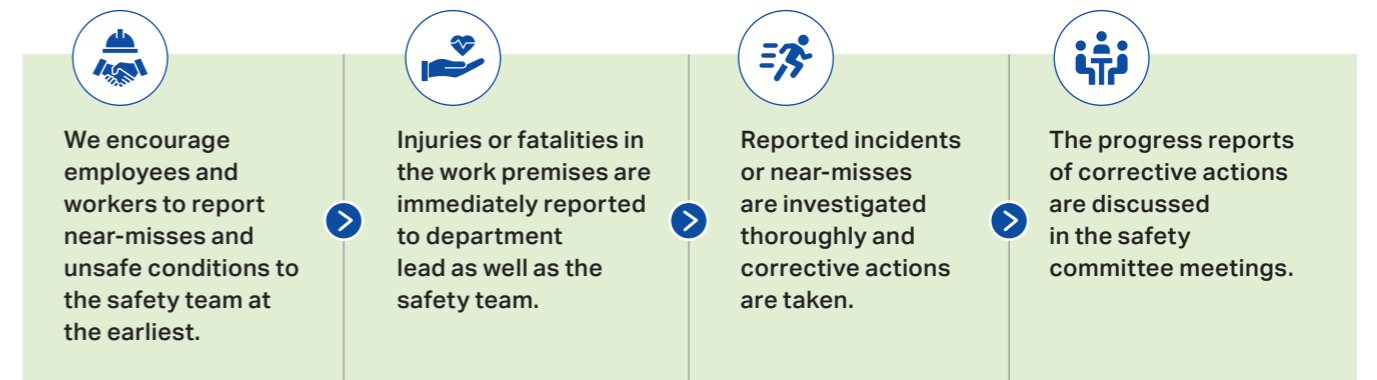 We encourage
employees and
workers to report
near-misses and
unsafe conditions to
the safety team at
the earliest.
Injuries or fatalities in
the work premises are
immediately reported
to department
lead as well as the
safety team.
Reported incidents
or near-misses
are investigated
thoroughly and
corrective actions
are taken.
The progress reports
of corrective actions
are discussed
in the safety
committee meetings.